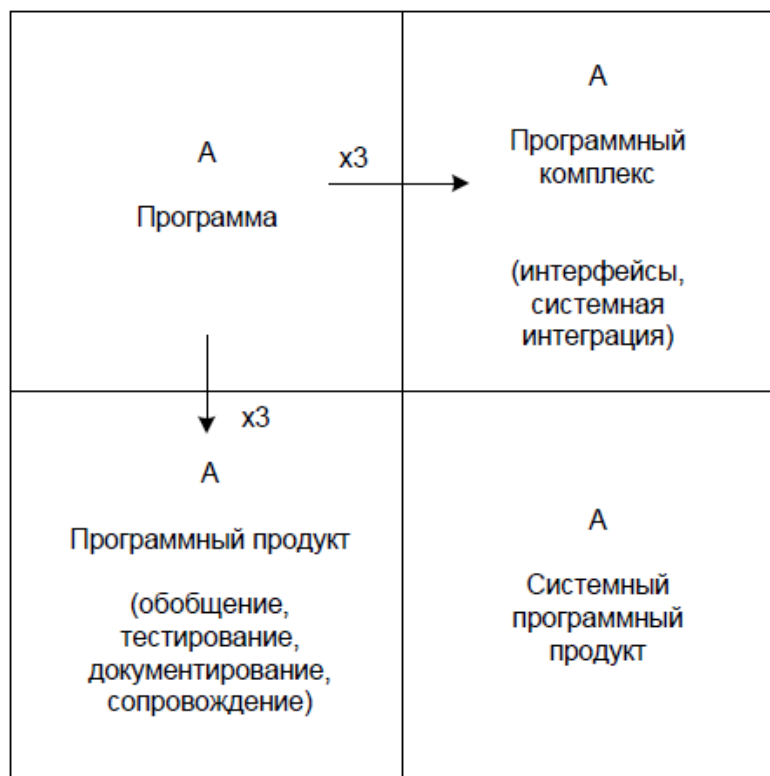 А
Программа
х3
А
Программный
комплекс
(интерфейсы,
системная
интеграция)
х3
А
Программный продукт
(обобщение,
тестирование,
документирование,
сопровождение)
А
Системный
программный
продукт